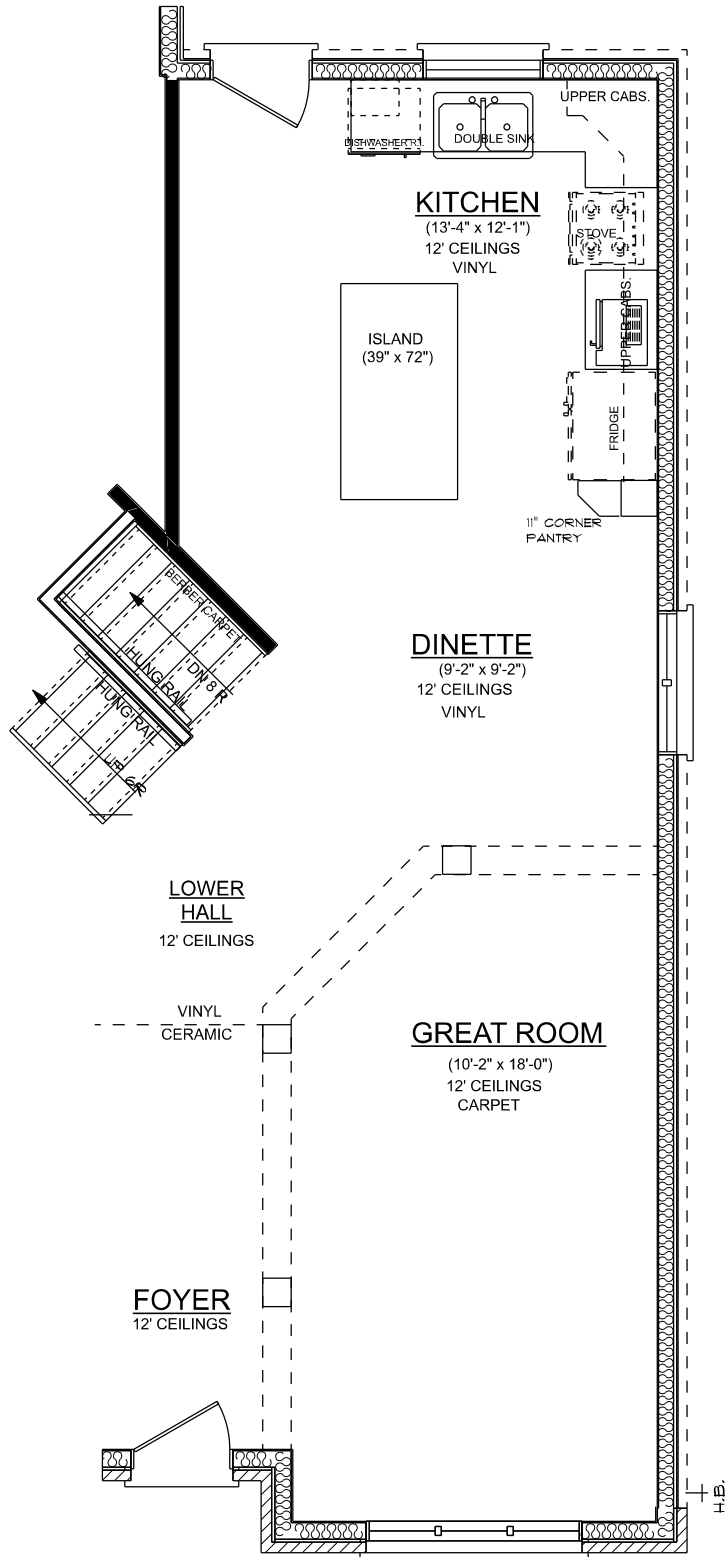 UPPER CABS.
DISHWASHER R.I.
DOUBLE SINK
KITCHEN
(13'-4" x 12'-1")
12' CEILINGS
VINYL
STOVE
UPPER CABS.
ISLAND
(39" x 72")
FRIDGE
11" CORNER
PANTRY
BERBER CARPET
DN 8 R
HUNG RAIL
HUNG RAIL
UP 6R
DINETTE
(9'-2" x 9'-2")
12' CEILINGS
VINYL
LOWER
HALL
12' CEILINGS
VINYL
CERAMIC
GREAT ROOM
(10'-2" x 18'-0")
12' CEILINGS
CARPET
FOYER
12' CEILINGS
H.B.